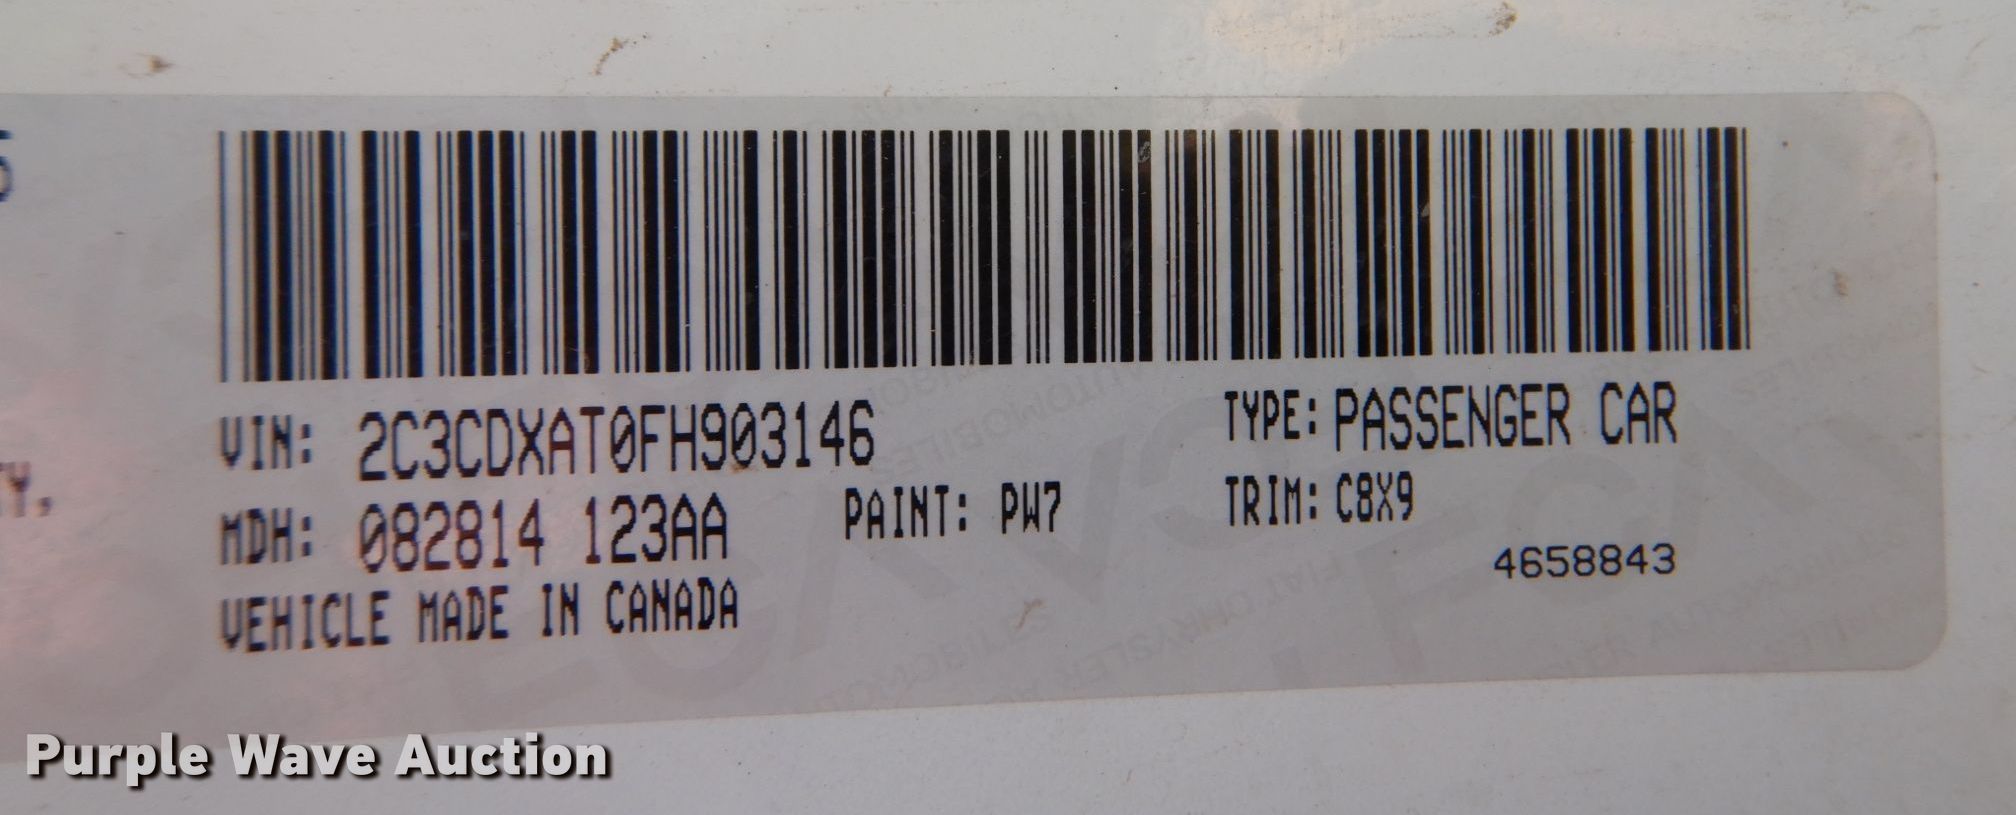 5
Y,
VIN: 2C3CDXAT0FH903146
TYPE: PASSENGER CAR
MDH: 082814 123AA
PAINT: PW7
TRIM: C8X9
4658843
VEHICLE MADE IN CANADA
Purple Wave Auction